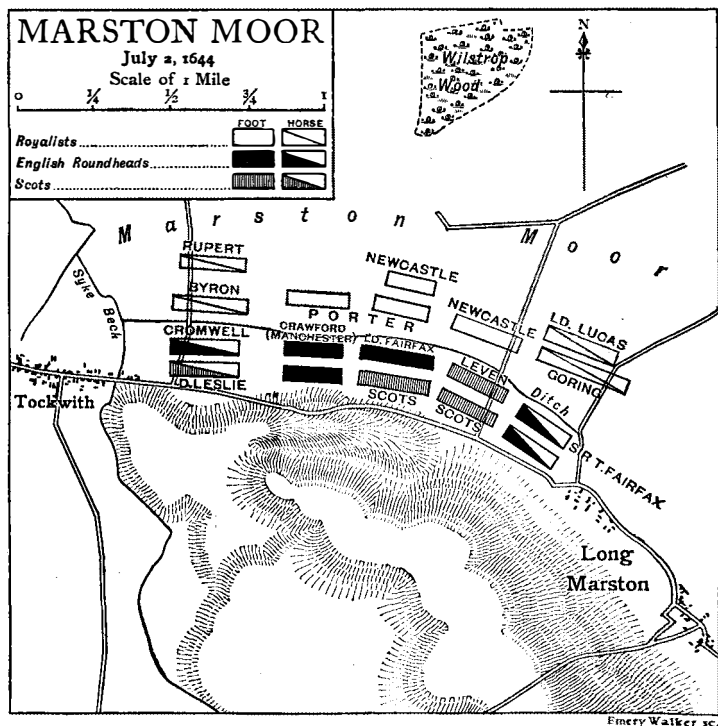 MARSTON MOOR
July 2, 1644
Scale of 1 Mile
0 ¼ ½ ¾ 1
FOOT HORSE
Royalists
English Roundheads
Scots
N
Wilstrop
Wood
Marston Moor
RUPERT
NEWCASTLE
BYRON
PORTER
NEWCASTLE
LD. LUCAS
Syke Beck
CROMWELL
CRAWFORD
(MANCHESTER)
LD. FAIRFAX
LEVEN
GORING
LD. LESLIE
SCOTS
SCOTS
Ditch
SIR T. FAIRFAX
Tockwith
Long
Marston
Emery Walker sc.